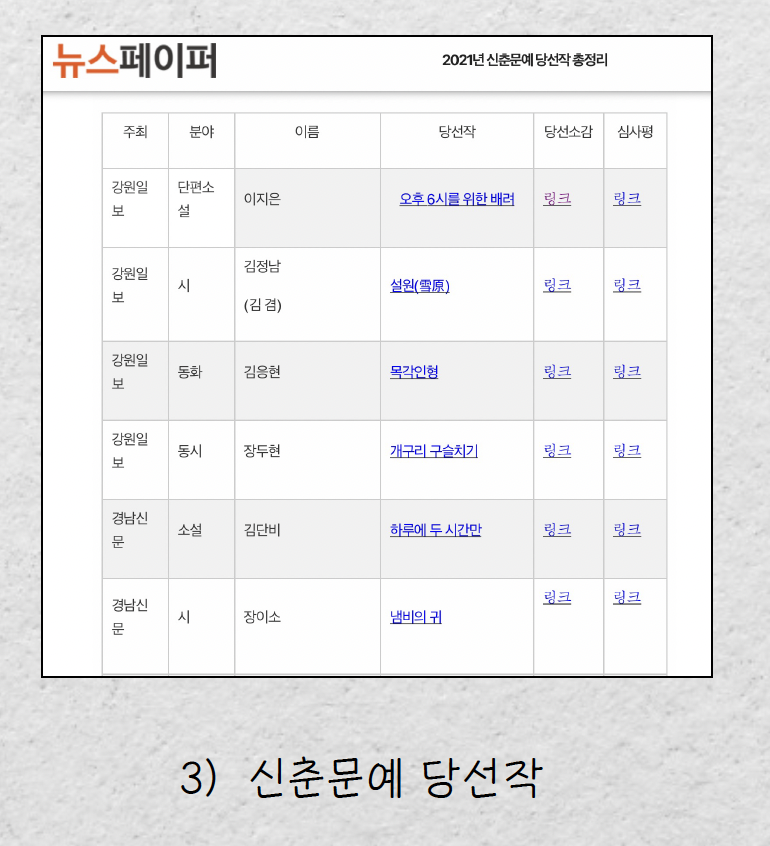 뉴스페이퍼
2021년 신춘문예 당선작 총정리
주최 분야 이름 당선작 당선소감 심사평
강원일보 단편소설 이지은 오후 6시를 위한 배려 링크 링크
강원일보 시 김정남 (김 겸) 설원(雪原) 링크 링크
강원일보 동화 김응현 목각인형 링크 링크
강원일보 동시 장두현 개구리 구슬치기 링크 링크
경남신문 소설 김단비 하루에 두 시간만 링크 링크
경남신문 시 장이소 냄비의 귀 링크 링크
3) 신춘문예 당선작